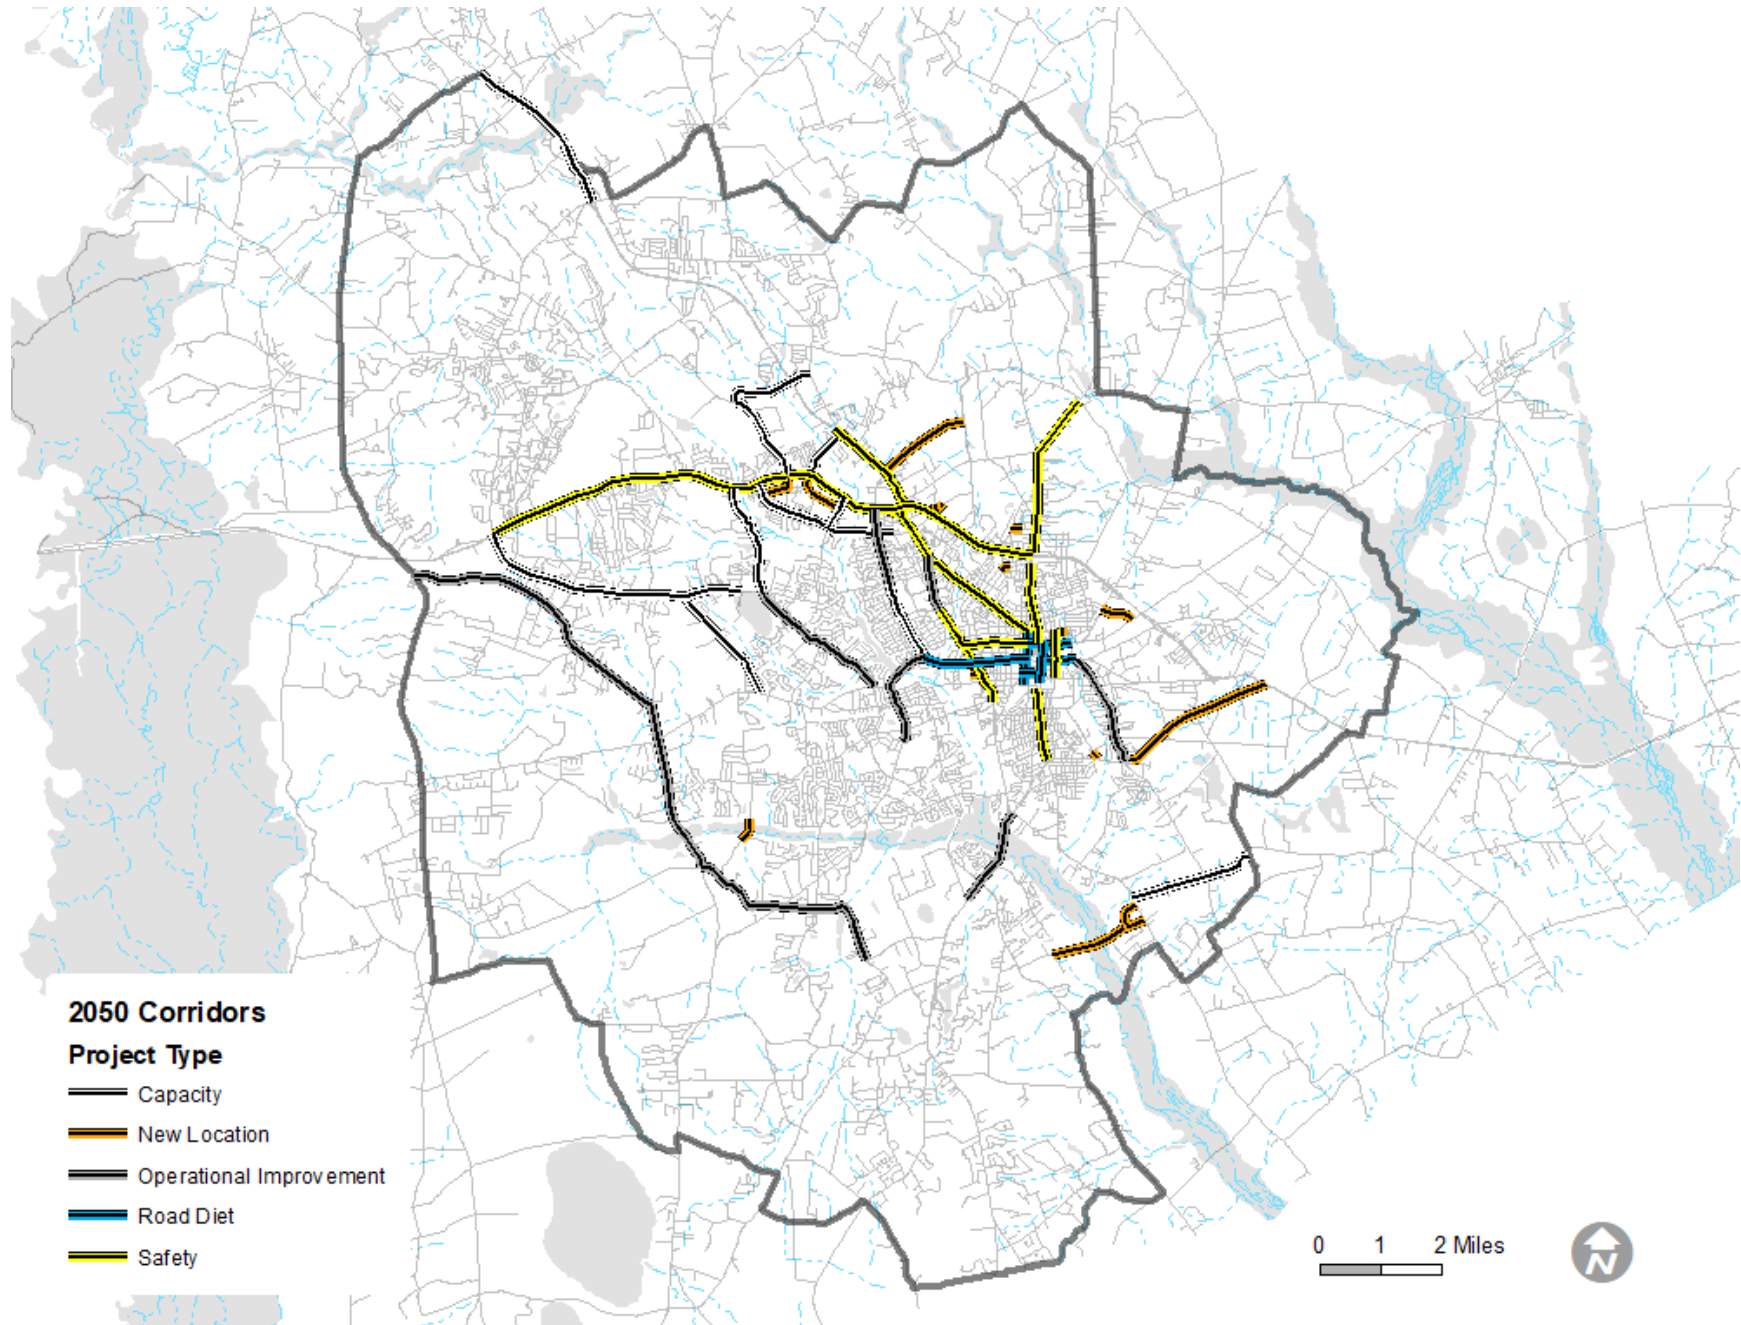 2050 Corridors
Project Type
Capacity
New Location
Operational Improvement
Road Diet
Safety
0 1 2 Miles
N